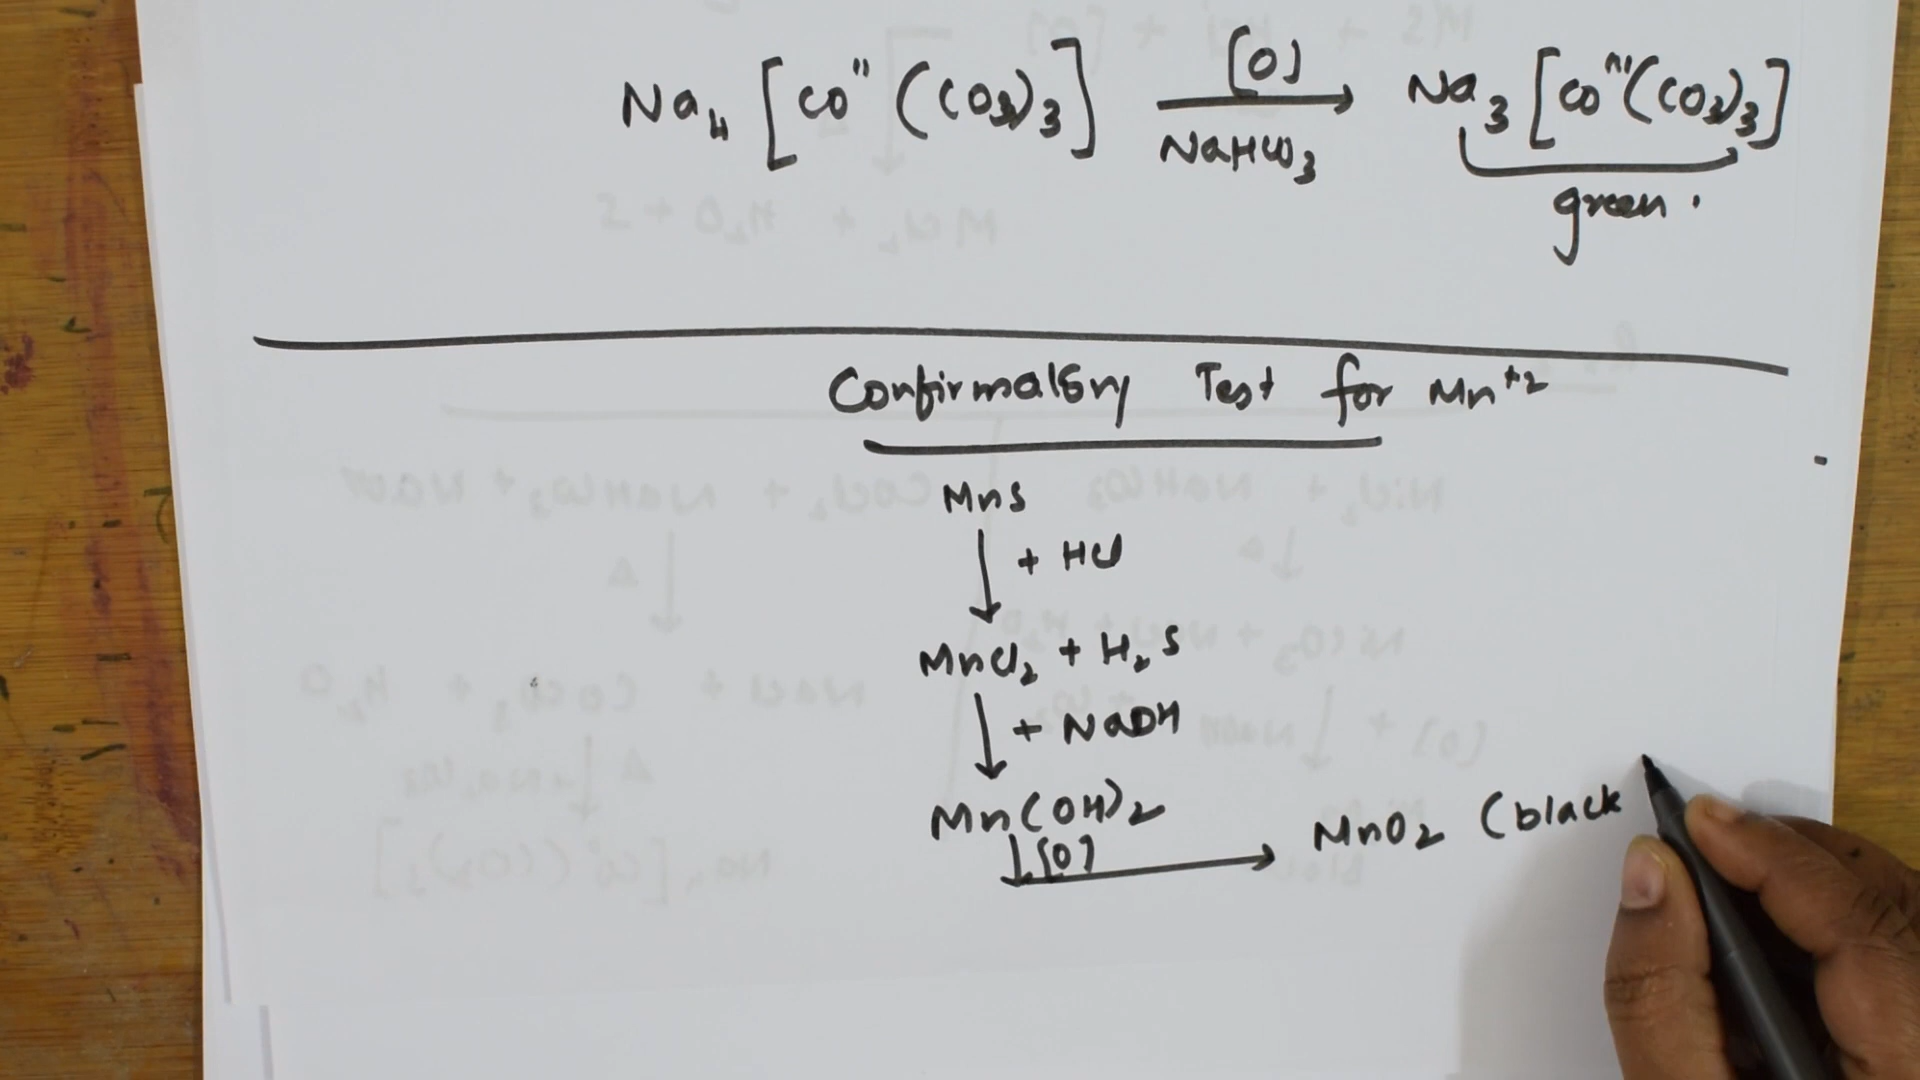 Na4 [Co" (CO3)3] [O] → NaHCO3 Na3 [Co"'(CO3)3]
green.
Confirmatory Test for Mn+2
MnS
↓ + HCl
MnCl2 + H2S
↓ + NaOH
Mn(OH)2
↓ [O] → MnO2 (black